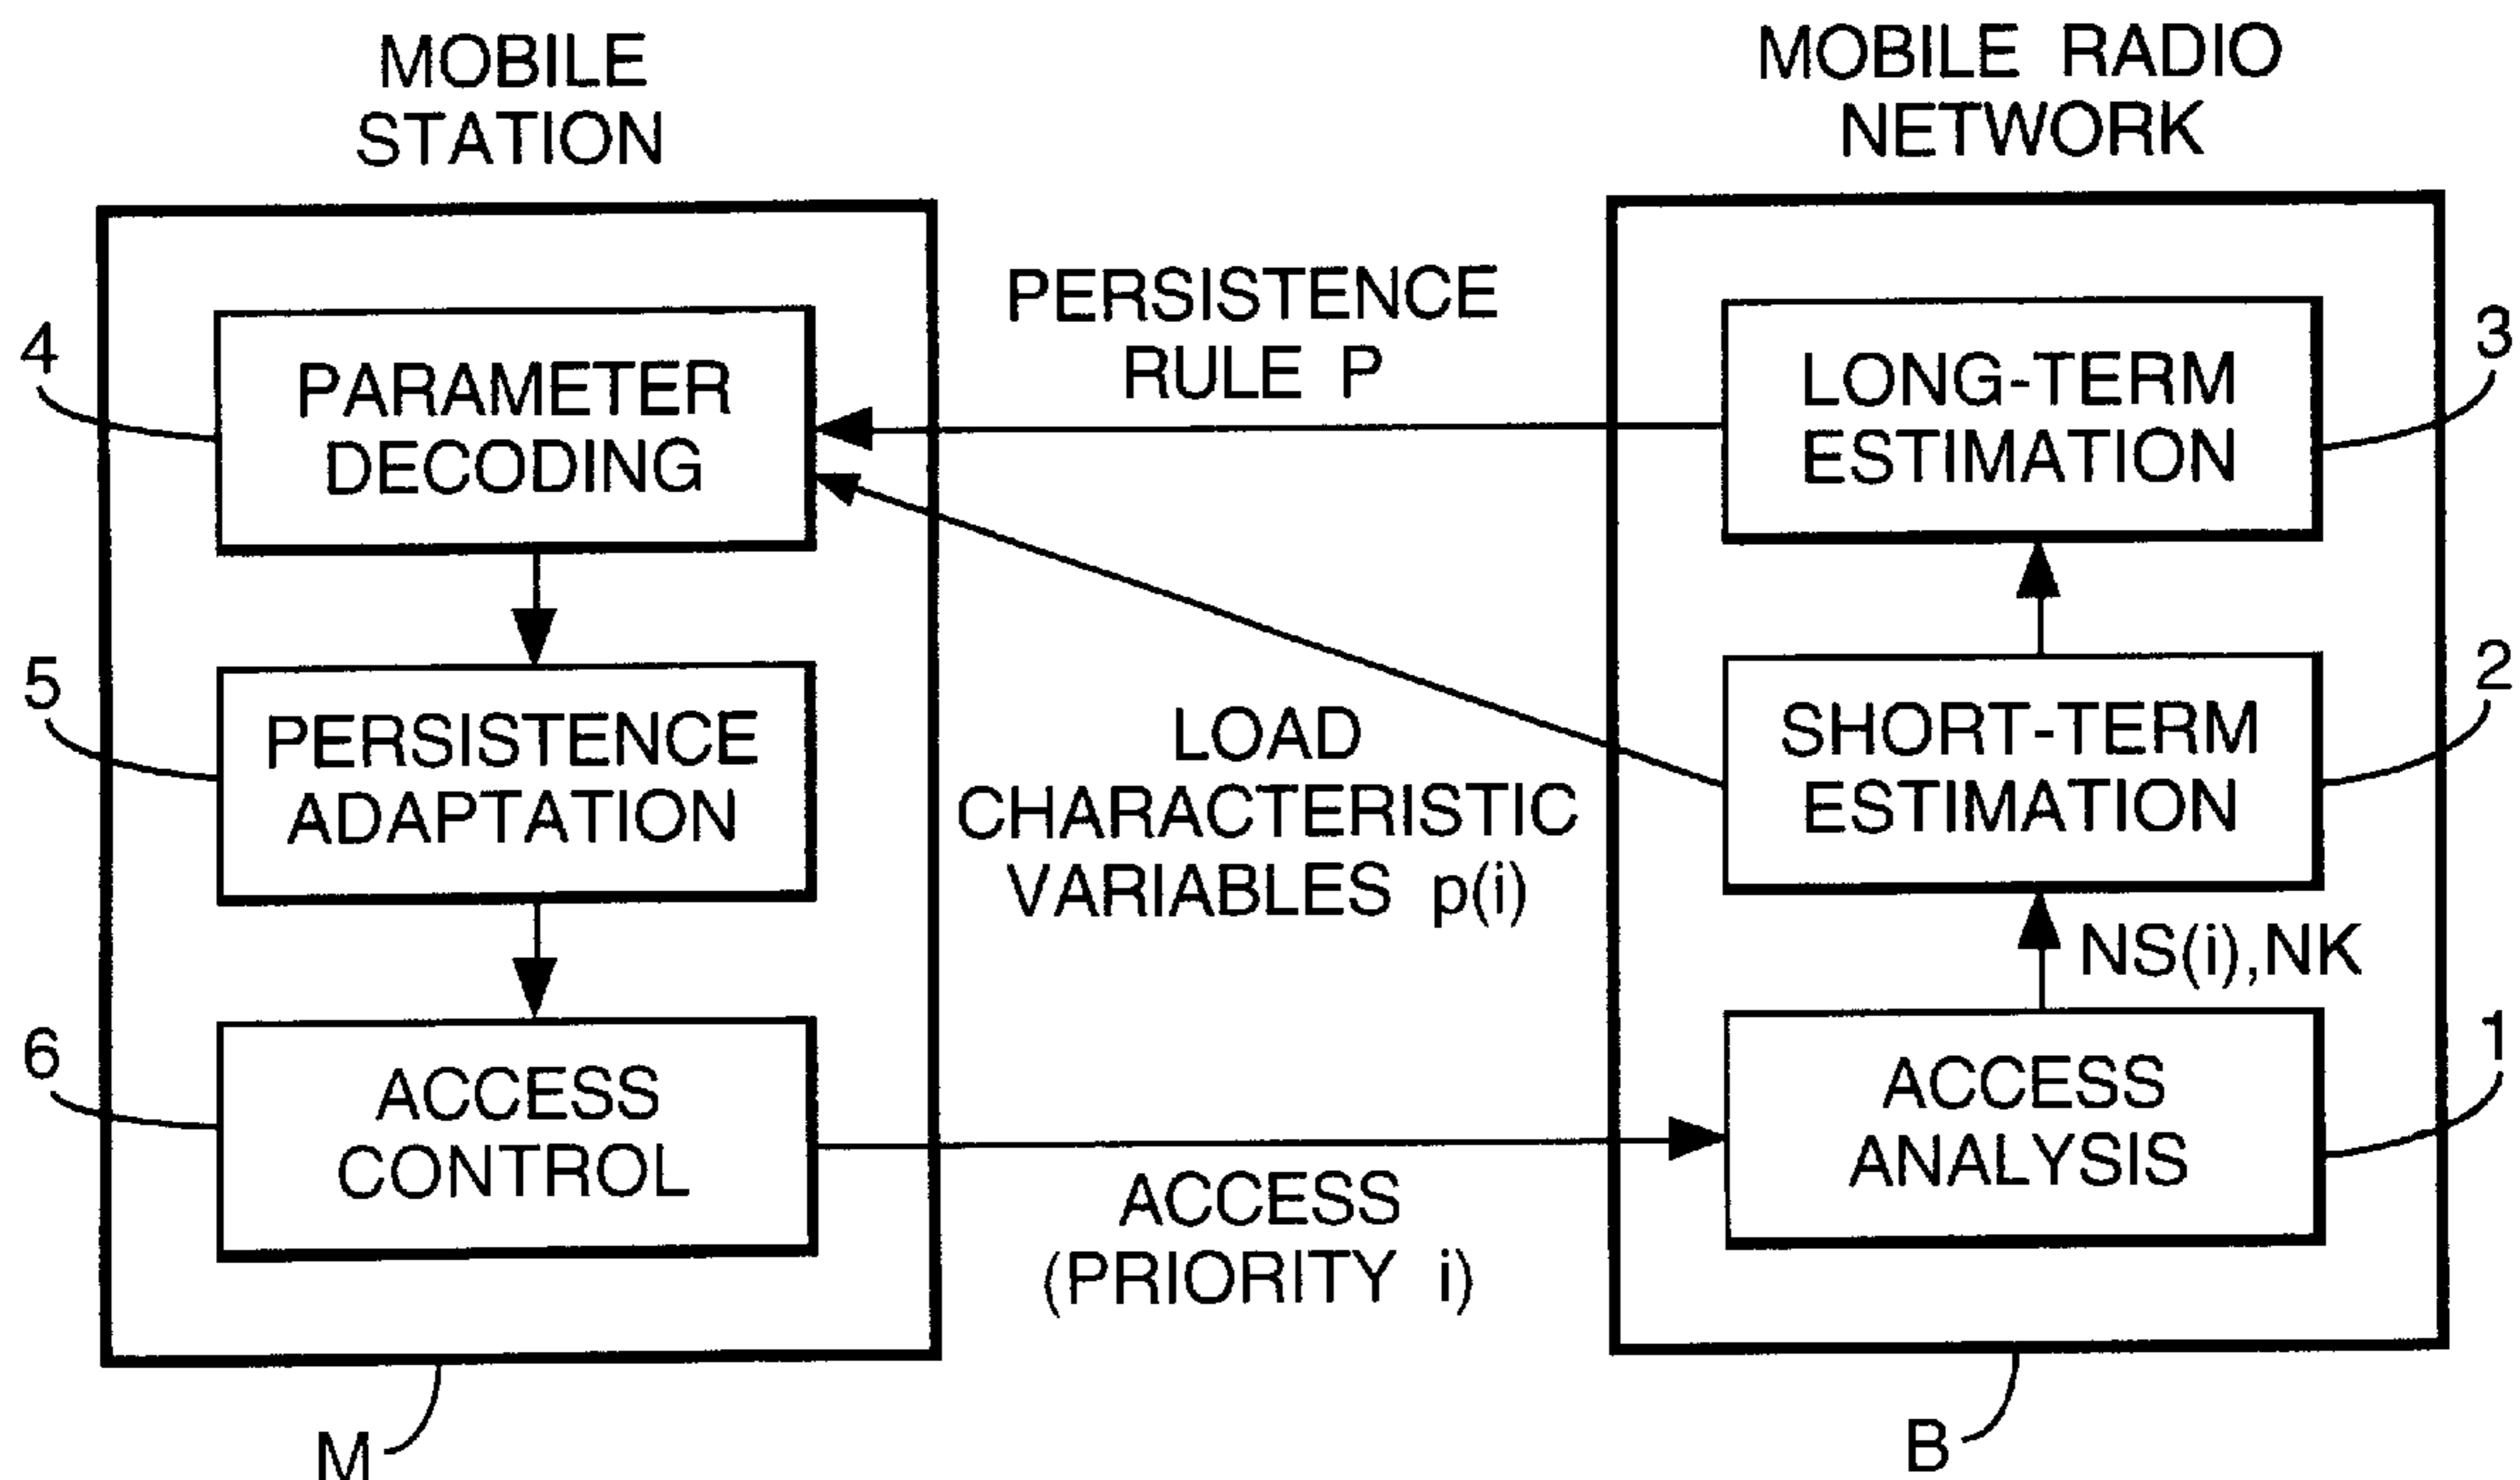 MOBILE
STATION
MOBILE RADIO
NETWORK
PERSISTENCE
RULE P
4
PARAMETER
DECODING
LONG-TERM
ESTIMATION
3
5
PERSISTENCE
ADAPTATION
LOAD
CHARACTERISTIC
VARIABLES p(i)
SHORT-TERM
ESTIMATION
2
NS(i),NK
6
ACCESS
CONTROL
ACCESS
(PRIORITY i)
ACCESS
ANALYSIS
1
M
B